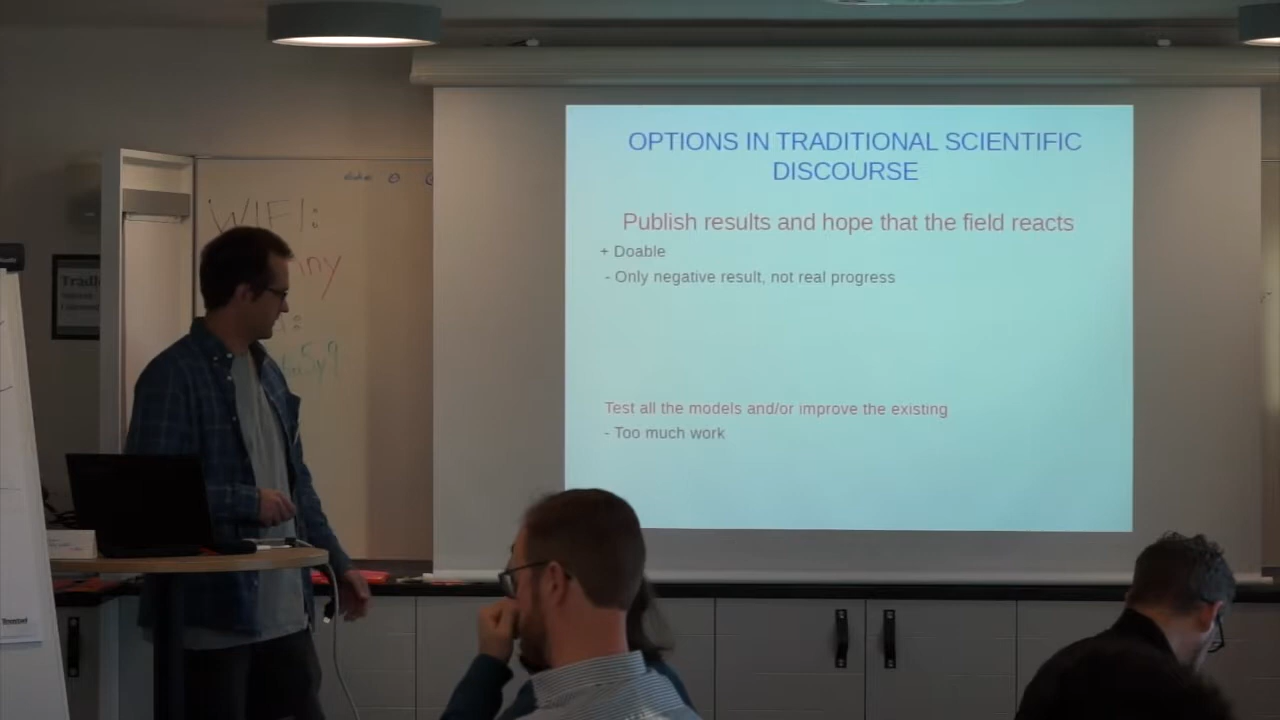 OPTIONS IN TRADITIONAL SCIENTIFIC
DISCOURSE
Publish results and hope that the field reacts
+ Doable
- Only negative result, not real progress
Test all the models and/or improve the existing
- Too much work
WIFI: